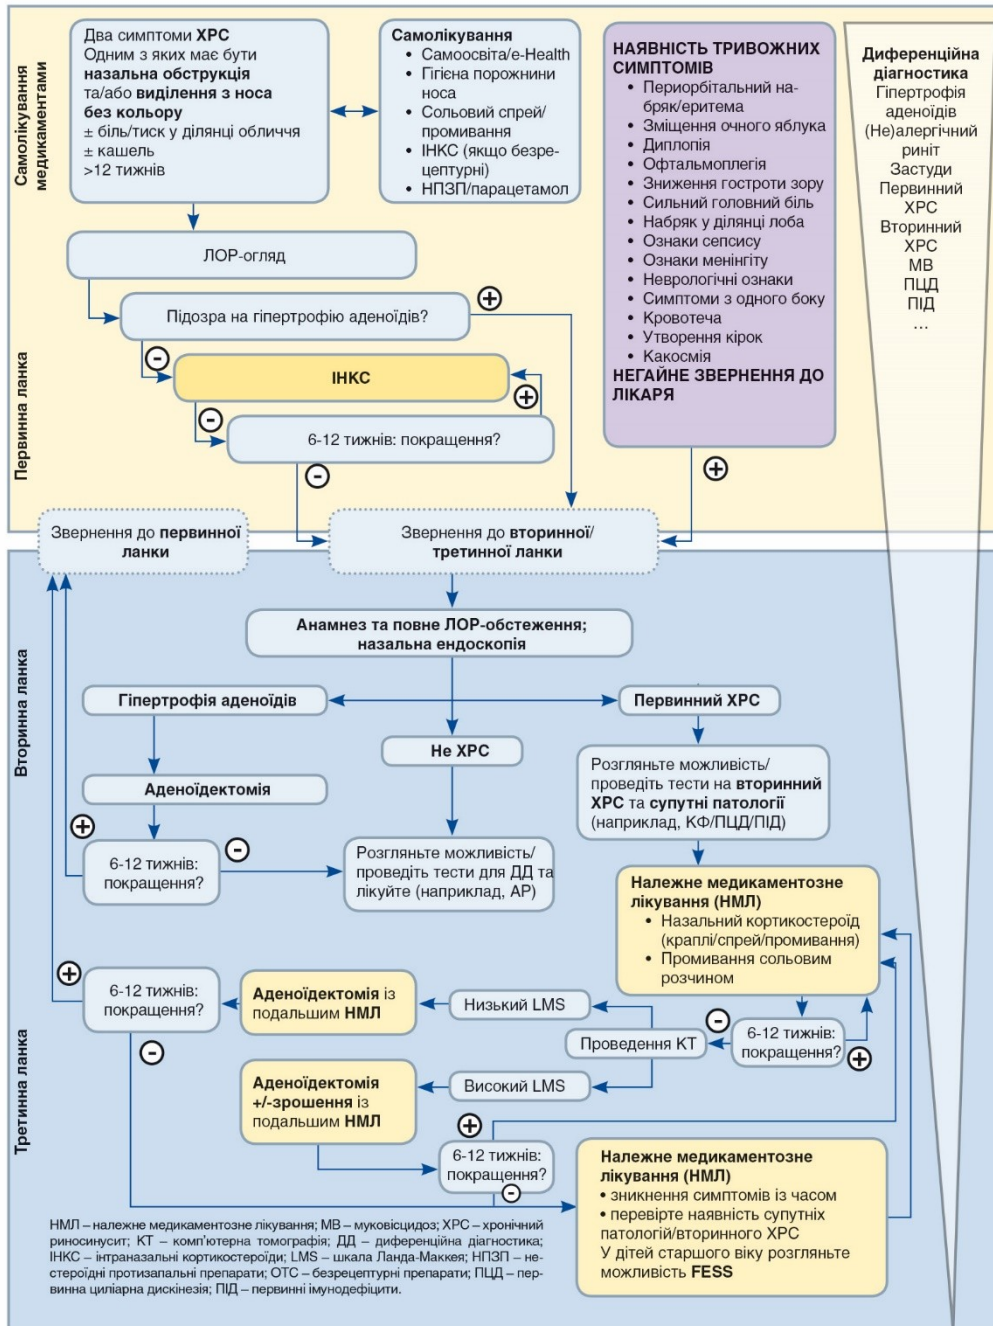 Самолікування
медикаментами
Два симптоми ХРС
Одним з яких має бути
назальна обструкція
та/або виділення з носа
без кольору
± біль/тиск у ділянці обличчя
± кашель
>12 тижнів
Самолікування
• Самоосвіта/e-Health
• Гігієна порожнини
носа
• Сольовий спрей/
промивання
• ІНКС (якщо безре-
цептурні)
• НПЗП/парацетамол
НАЯВНІСТЬ ТРИВОЖНИХ
СИМПТОМІВ
• Периорбітальний на-
бряк/еритема
• Зміщення очного яблука
• Диплопія
• Офтальмоплегія
• Зниження гостроти зору
• Сильний головний біль
• Набряк у ділянці лоба
• Ознаки сепсису
• Ознаки менінгіту
• Неврологічні ознаки
• Симптоми з одного боку
• Кровотеча
• Утворення кірок
• Какосмія
НЕГАЙНЕ ЗВЕРНЕННЯ ДО
ЛІКАРЯ
Диференційна
діагностика
Гіпертрофія
аденоїдів
(Не)алергічний
риніт
Застуди
Первинний
ХРС
Вторинний
ХРС
МВ
ПЦД
ПІД
...
Первинна ланка
ЛОР-огляд
Підозра на гіпертрофію аденоїдів?
+
-
ІНКС
-
+
6-12 тижнів: покращення?
-
+
Звернення до первинної
ланки
Звернення до вторинної/
третинної ланки
Вторинна ланка
Анамнез та повне ЛОР-обстеження;
назальна ендоскопія
Гіпертрофія аденоїдів
Первинний ХРС
Не ХРС
Аденоїдектомія
Розгляньте можливість/
проведіть тести на вторинний
ХРС та супутні патології
(наприклад, КФ/ПЦД/ПІД)
+
-
6-12 тижнів:
покращення?
Розгляньте можливість/
проведіть тести для ДД та
лікуйте (наприклад, АР)
Належне медикаментозне
лікування (НМЛ)
• Назальний кортикостероїд
(краплі/спрей/промивання)
• Промивання сольовим
розчином
Третинна ланка
+
6-12 тижнів:
покращення?
-
Аденоїдектомія із
подальшим НМЛ
Низький LMS
Проведення КТ
-
6-12 тижнів:
покращення?
+
Аденоїдектомія
+/-зрошення із
подальшим НМЛ
Високий LMS
+
6-12 тижнів:
покращення?
-
Належне медикаментозне
лікування (НМЛ)
• зникнення симптомів із часом
• перевірте наявність супутніх
патологій/вторинного ХРС
У дітей старшого віку розгляньте
можливість FESS
НМЛ – належне медикаментозне лікування; МВ – муковісцидоз; ХРС – хронічний
риносинусит; КТ – комп’ютерна томографія; ДД – диференційна діагностика;
ІНКС – інтраназальні кортикостероїди; LMS – шкала Ланда-Маккея; НПЗП – не-
стероїдні протизапальні препарати; ОТС – безрецептурні препарати; ПЦД – пер-
винна циліарна дискінезія; ПІД – первинні імунодефіцити.